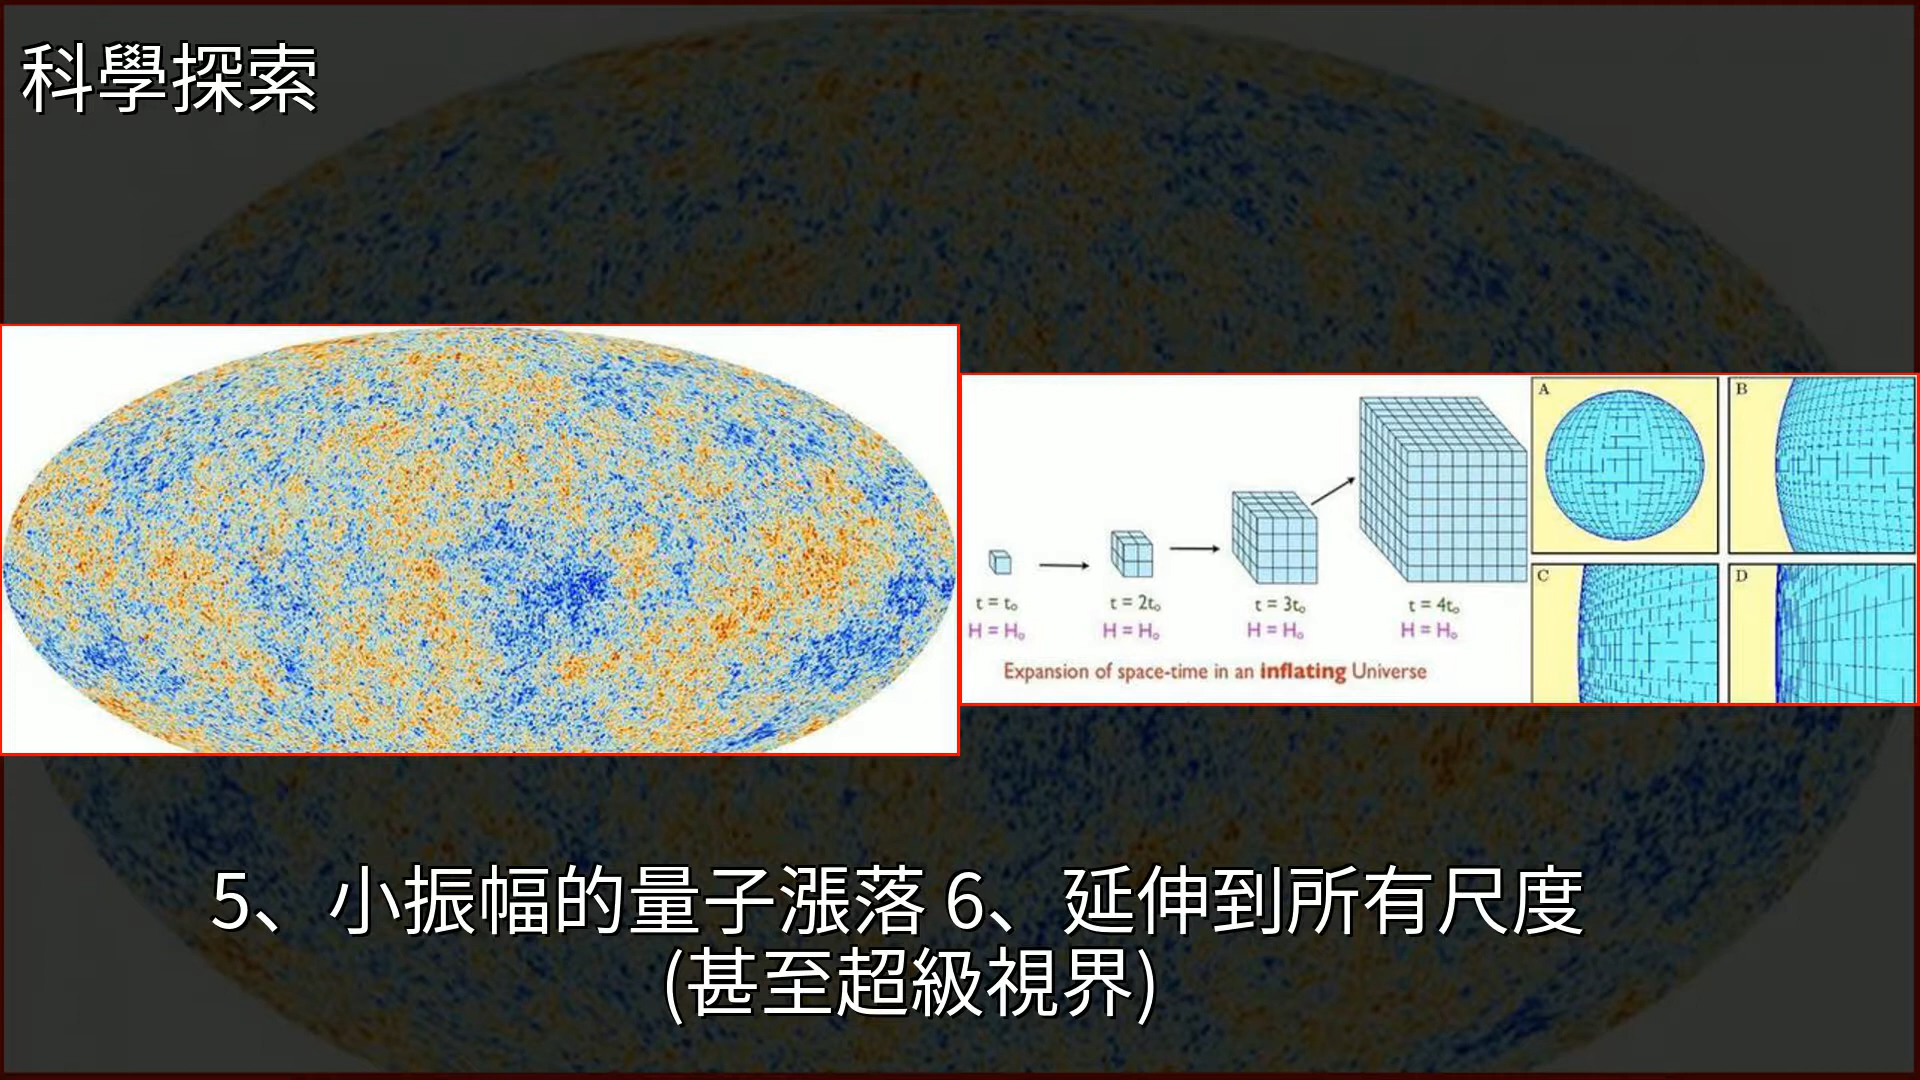 科學探索
A
B
C
D
t = t₀
t = 2t₀
t = 3t₀
t = 4t₀
H = H₀
H = H₀
H = H₀
H = H₀
Expansion of space-time in an inflating Universe
5、小振幅的量子漲落 6、延伸到所有尺度
(甚至超級視界)